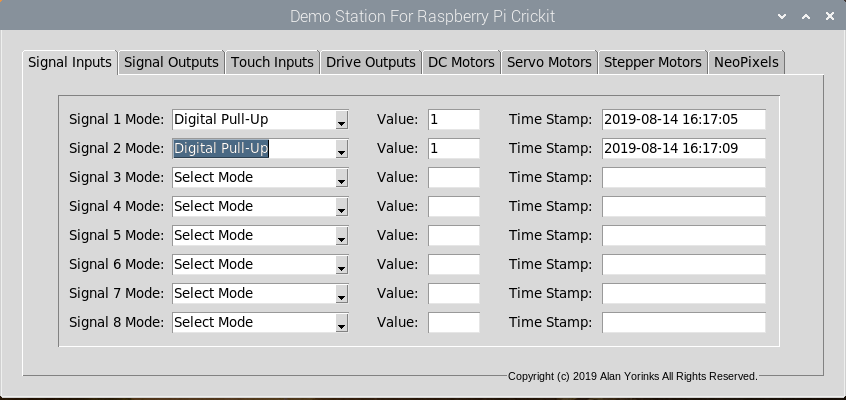 Demo Station For Raspberry Pi Crickit
Signal Inputs Signal Outputs Touch Inputs Drive Outputs DC Motors Servo Motors Stepper Motors NeoPixels
Signal 1 Mode: Digital Pull-Up Value: 1 Time Stamp: 2019-08-14 16:17:05
Signal 2 Mode: Digital Pull-Up Value: 1 Time Stamp: 2019-08-14 16:17:09
Signal 3 Mode: Select Mode Value: Time Stamp:
Signal 4 Mode: Select Mode Value: Time Stamp:
Signal 5 Mode: Select Mode Value: Time Stamp:
Signal 6 Mode: Select Mode Value: Time Stamp:
Signal 7 Mode: Select Mode Value: Time Stamp:
Signal 8 Mode: Select Mode Value: Time Stamp:
Copyright (c) 2019 Alan Yorinks All Rights Reserved.